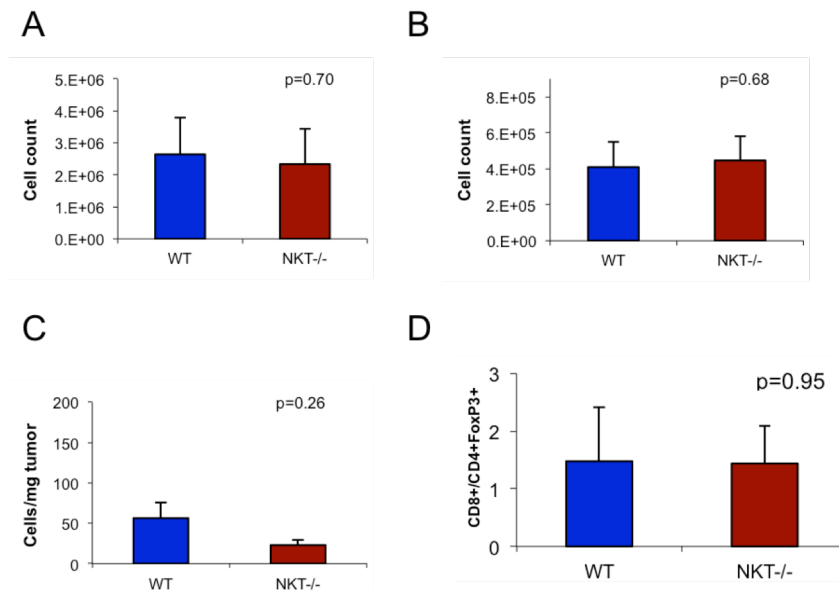 A
p=0.70
Cell count
5.E+06
4.E+06
3.E+06
2.E+06
1.E+06
0.E+00
WT
NKT-/-
B
p=0.68
Cell count
8.E+05
6.E+05
4.E+05
2.E+05
0.E+00
WT
NKT-/-
C
p=0.26
Cells/mg tumor
200
150
100
50
0
WT
NKT-/-
D
p=0.95
CD8+/CD4+FoxP3+
3
2
1
0
WT
NKT-/-